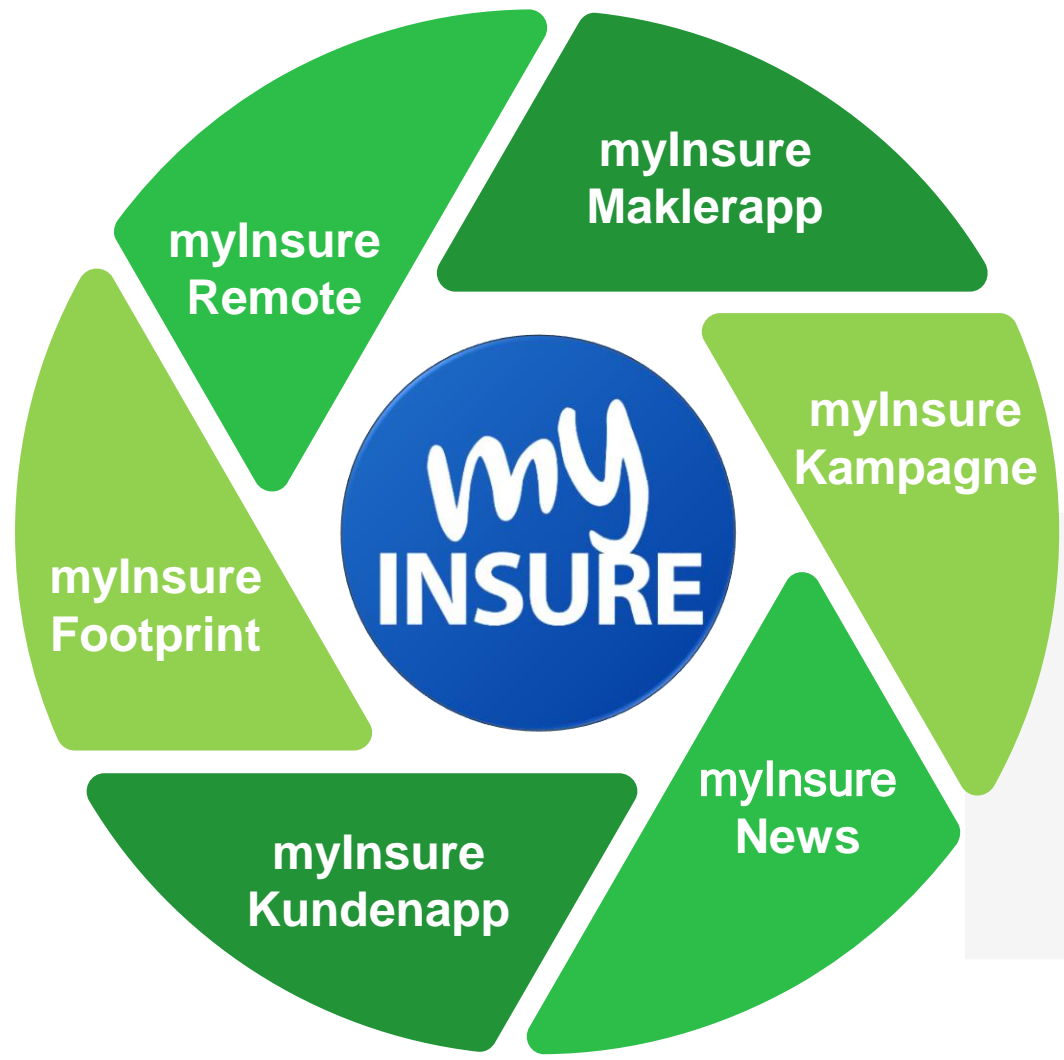 myInsure
Maklerapp
myInsure
Remote
myInsure
Kampagne
my
INSURE
myInsure
Footprint
myInsure
News
myInsure
Kundenapp